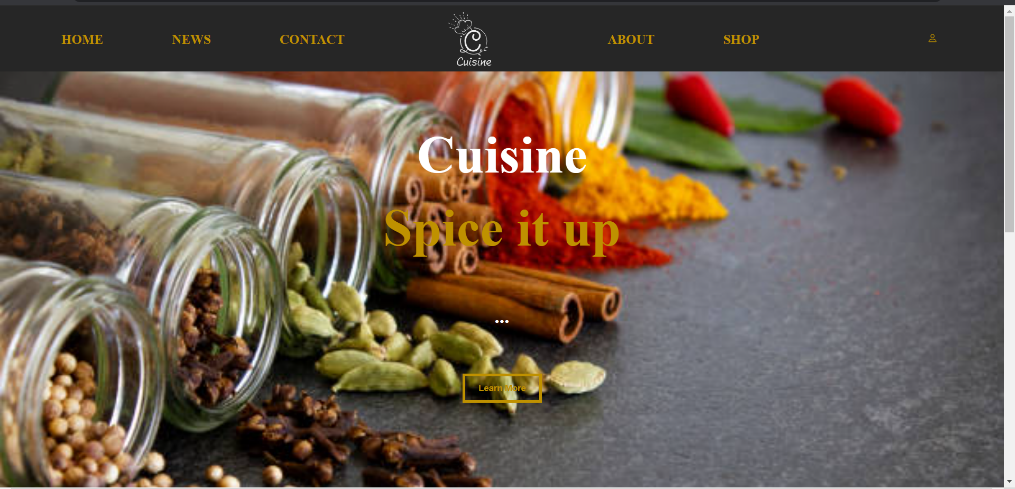 HOME NEWS CONTACT Cuisine ABOUT SHOP
Cuisine
Spice it up
...
Learn More